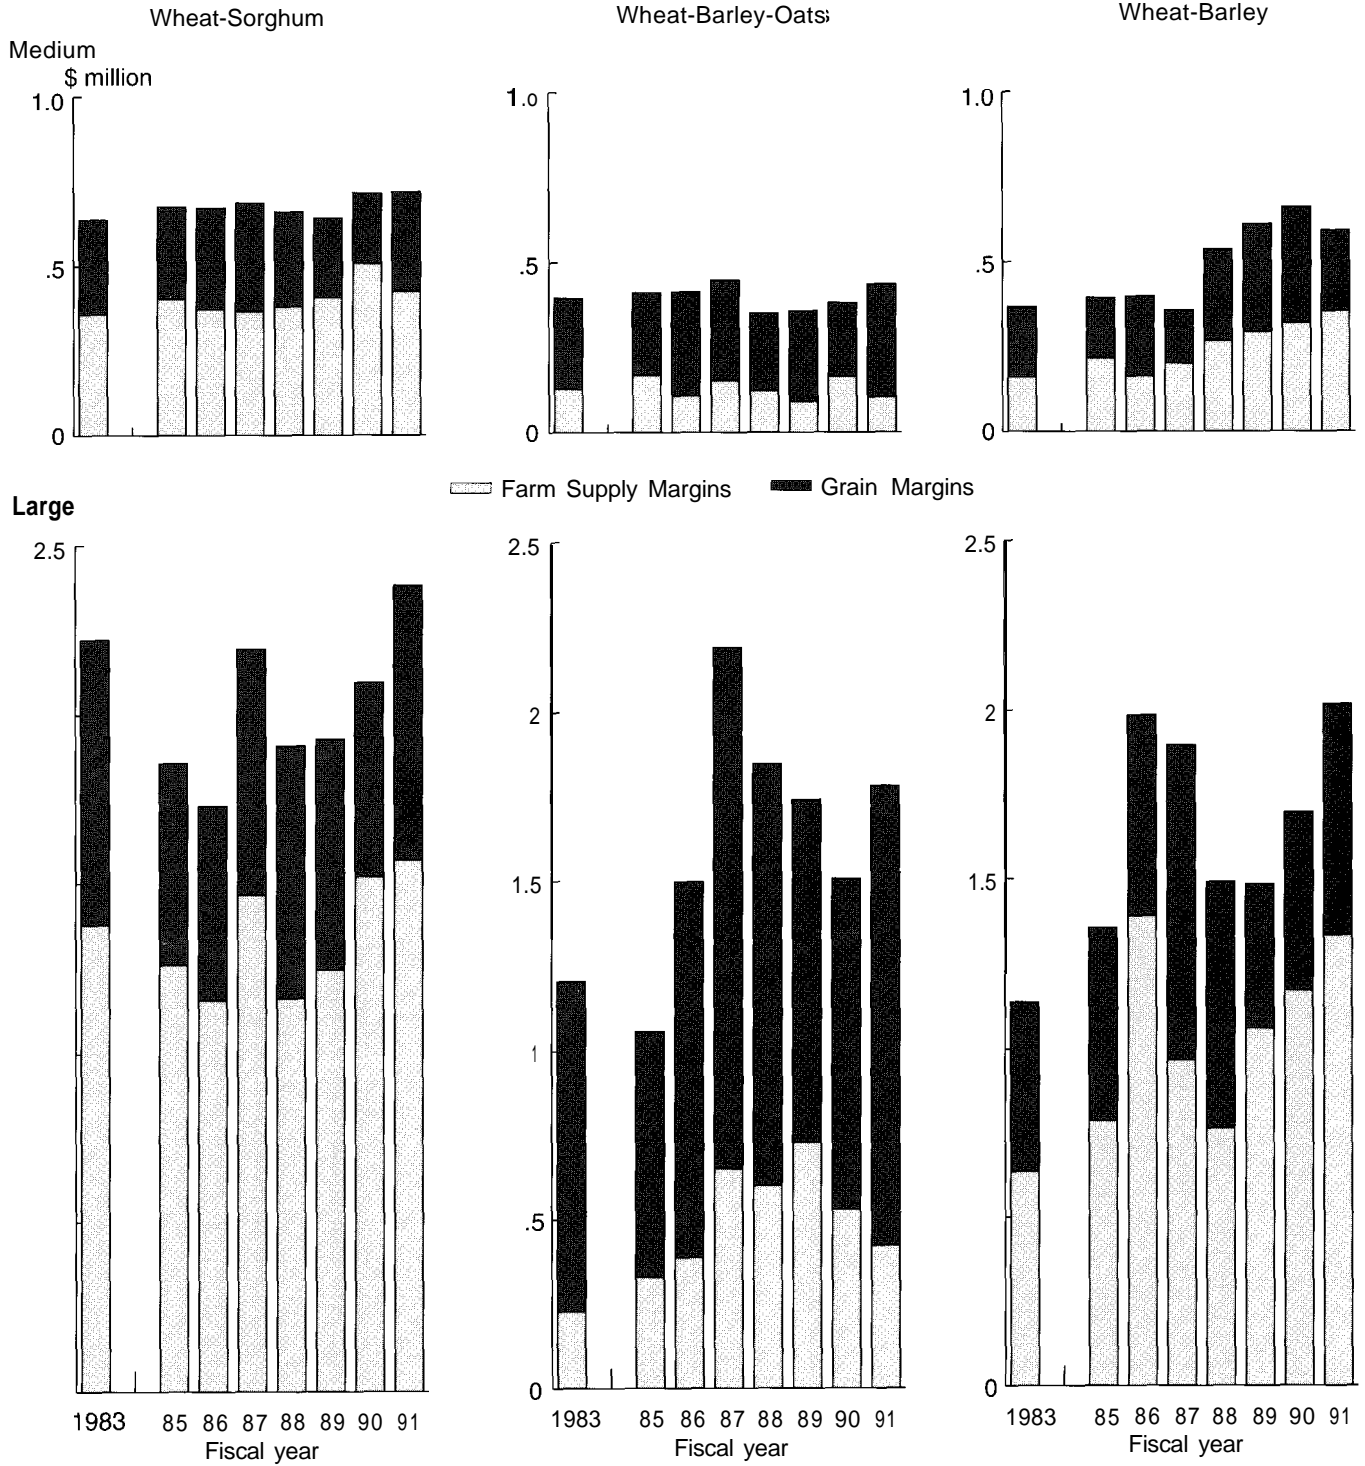 Wheat-Sorghum
Wheat-Barley-Oats
Wheat-Barley
Medium
$ million
1.0
.5
0
1.0
.5
0
1.0
.5
0
Farm Supply Margins
Grain Margins
Large
2.5
2.5
2
1.5
1
.5
0
2.5
2
1.5
0
1983 85 86 87 88 89 90 91
Fiscal year
1983 85 86 87 88 89 90 91
Fiscal year
1983 85 86 87 88 89 90 91
Fiscal year